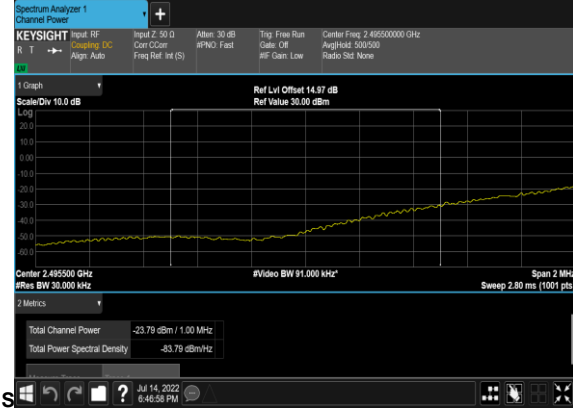 Spectrum Analyzer 1
Channel Power
+
KEYSIGHT
R T
LXI
Input: RF
Coupling: DC
Align: Auto
Input Z: 50 Ω
Corr CCorr
Freq Ref: Int (S)
Atten: 30 dB
#PNO: Fast
Trig: Free Run
Gate: Off
#IF Gain: Low
Center Freq: 2.495500000 GHz
Avg|Hold: 500/500
Radio Std: None
1 Graph
Scale/Div 10.0 dB
Ref Lvl Offset 14.97 dB
Ref Value 30.00 dBm
Log
20.0
10.0
0.00
-10.0
-20.0
-30.0
-40.0
-50.0
-60.0
Center 2.495500 GHz
#Res BW 30.000 kHz
#Video BW 91.000 kHz*
Span 2 MHz
Sweep 2.80 ms (1001 pts
2 Metrics
Total Channel Power -23.79 dBm / 1.00 MHz
Total Power Spectral Density -83.79 dBm/Hz
S
?
Jul 14, 2022
6:46:58 PM